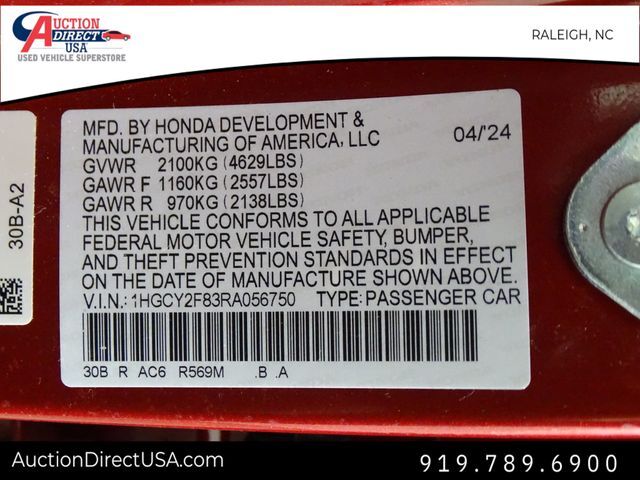 AUCTION
DIRECT
USA
USED VEHICLE SUPERSTORE
RALEIGH, NC
MFD. BY HONDA DEVELOPMENT &
MANUFACTURING OF AMERICA, LLC 04/'24
GVWR 2100KG (4629LBS)
GAWR F 1160KG (2557LBS)
GAWR R 970KG (2138LBS)
THIS VEHICLE CONFORMS TO ALL APPLICABLE
FEDERAL MOTOR VEHICLE SAFETY, BUMPER,
AND THEFT PREVENTION STANDARDS IN EFFECT
ON THE DATE OF MANUFACTURE SHOWN ABOVE.
V.I.N.: 1HGCY2F83RA056750 TYPE: PASSENGER CAR
30B R AC6 R569M .B .A
30B-A2
AuctionDirectUSA.com
919.789.6900